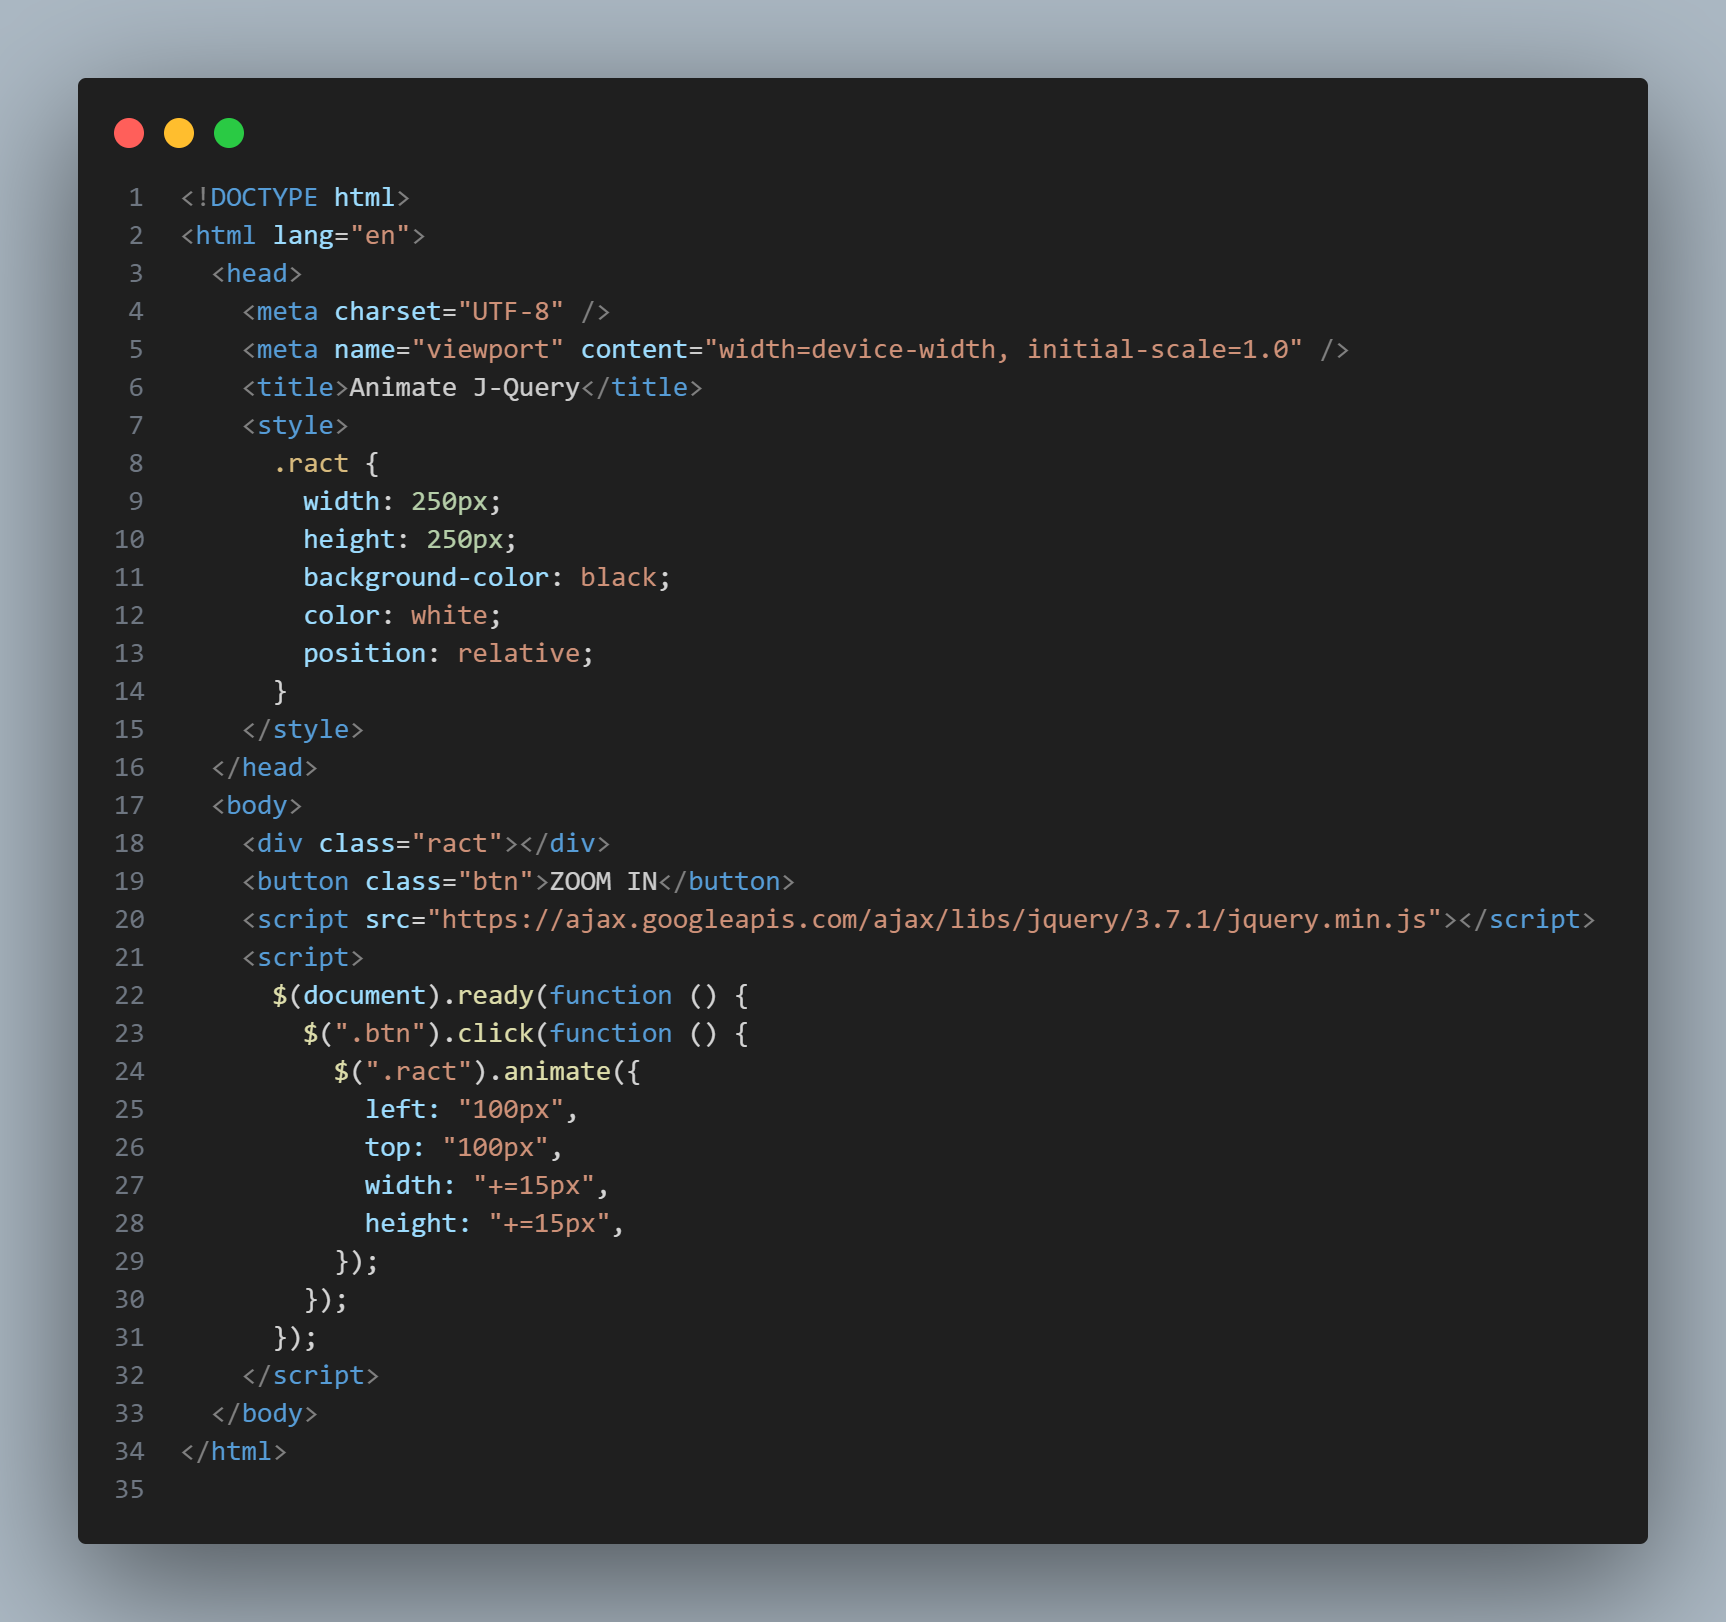 1 <!DOCTYPE html>
2 <html lang="en">
3   <head>
4     <meta charset="UTF-8" />
5     <meta name="viewport" content="width=device-width, initial-scale=1.0" />
6     <title>Animate J-Query</title>
7     <style>
8       .ract {
9         width: 250px;
10         height: 250px;
11         background-color: black;
12         color: white;
13         position: relative;
14       }
15     </style>
16   </head>
17   <body>
18     <div class="ract"></div>
19     <button class="btn">ZOOM IN</button>
20     <script src="https://ajax.googleapis.com/ajax/libs/jquery/3.7.1/jquery.min.js"></script>
21     <script>
22       $(document).ready(function () {
23         $(".btn").click(function () {
24           $(".ract").animate({
25             left: "100px",
26             top: "100px",
27             width: "+=15px",
28             height: "+=15px",
29           });
30         });
31       });
32     </script>
33   </body>
34 </html>
35